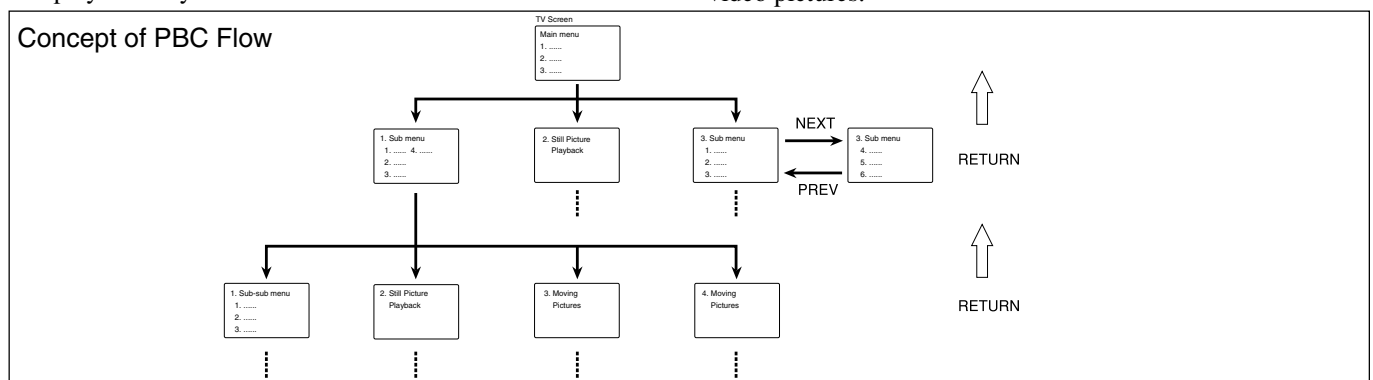 video pictures.
Concept of PBC Flow
TV Screen
Main menu
1. ......
2. ......
3. ......
1. Sub menu
1. ...... 4. ......
2. ......
3. ......
2. Still Picture
Playback
3. Sub menu
1. ......
2. ......
3. ......
NEXT
PREV
3. Sub menu
4. ......
5. ......
6. ......
RETURN
1. Sub-sub menu
1. ......
2. ......
3. ......
2. Still Picture
Playback
3. Moving
Pictures
4. Moving
Pictures
RETURN